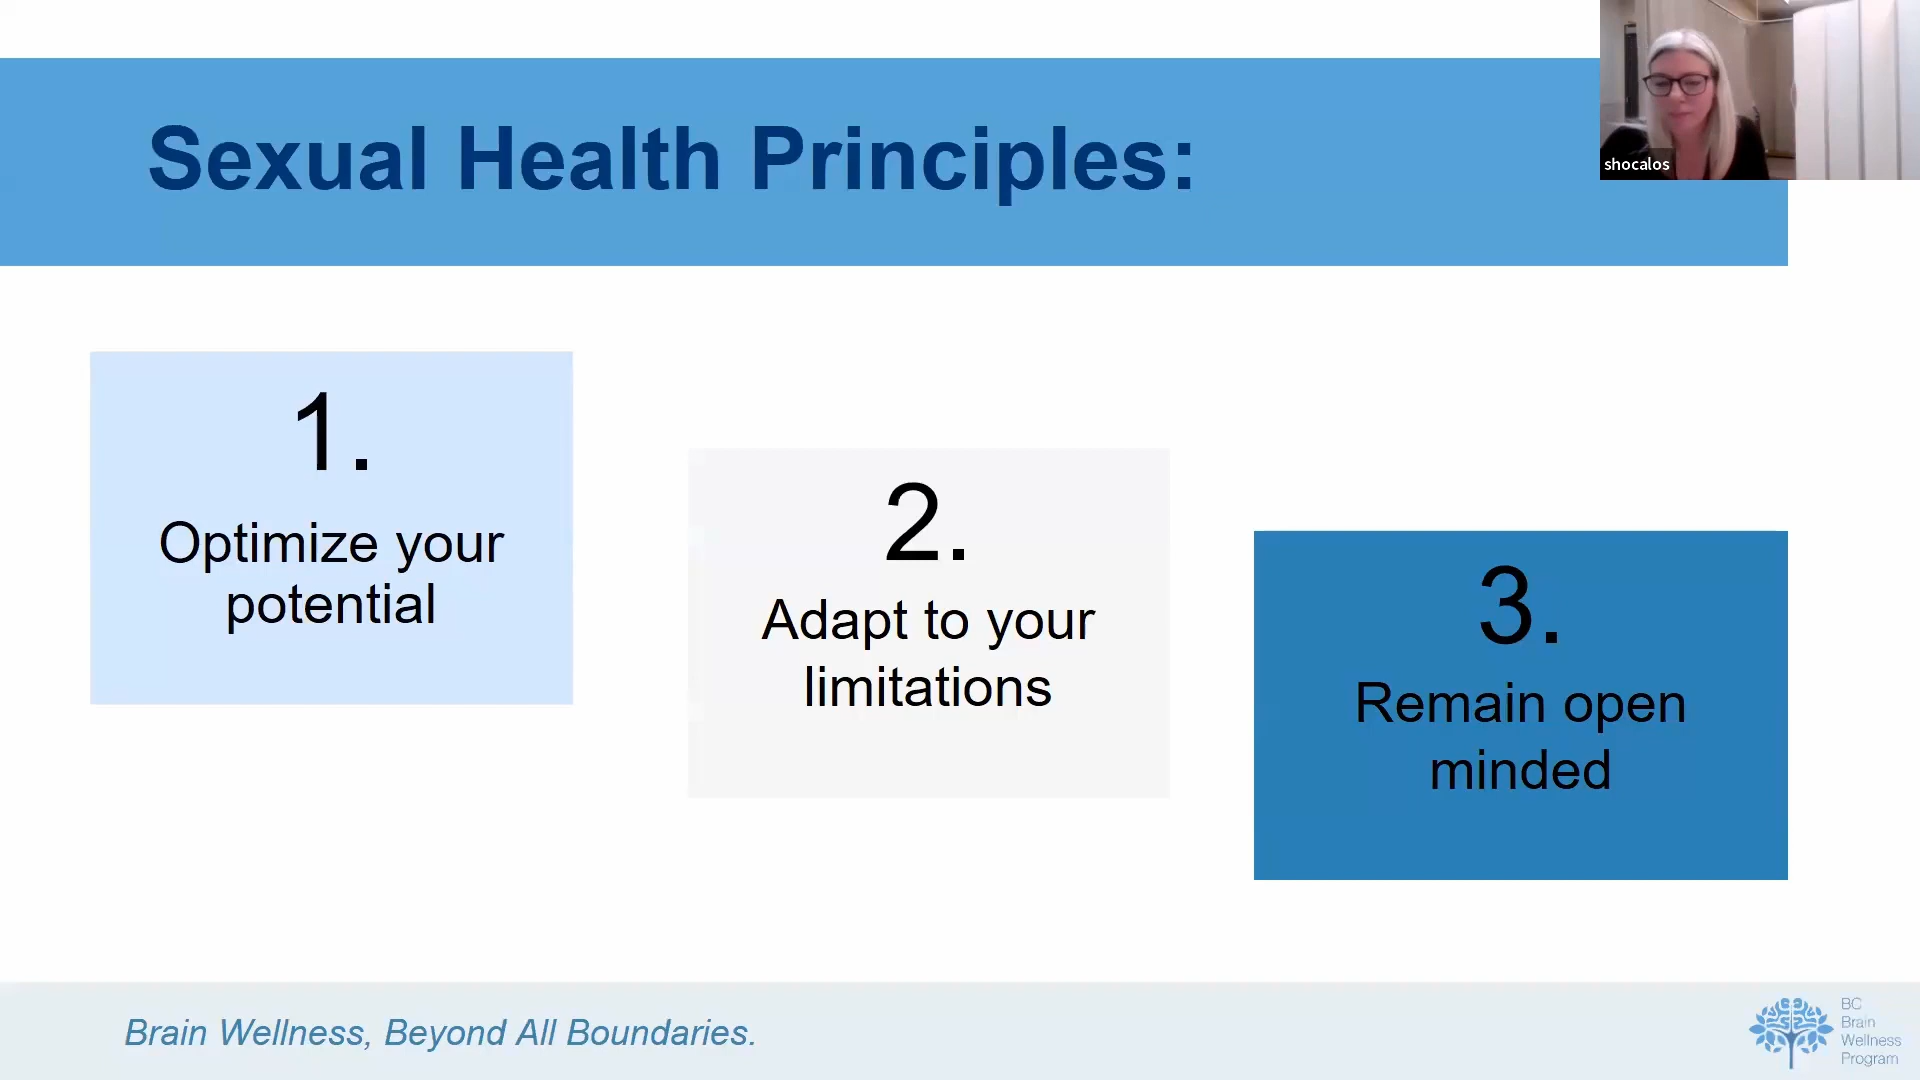 shocalos
Sexual Health Principles:
1.
Optimize your
potential
2.
Adapt to your
limitations
3.
Remain open
minded
Brain Wellness, Beyond All Boundaries.
BC
Brain
Wellness
Program